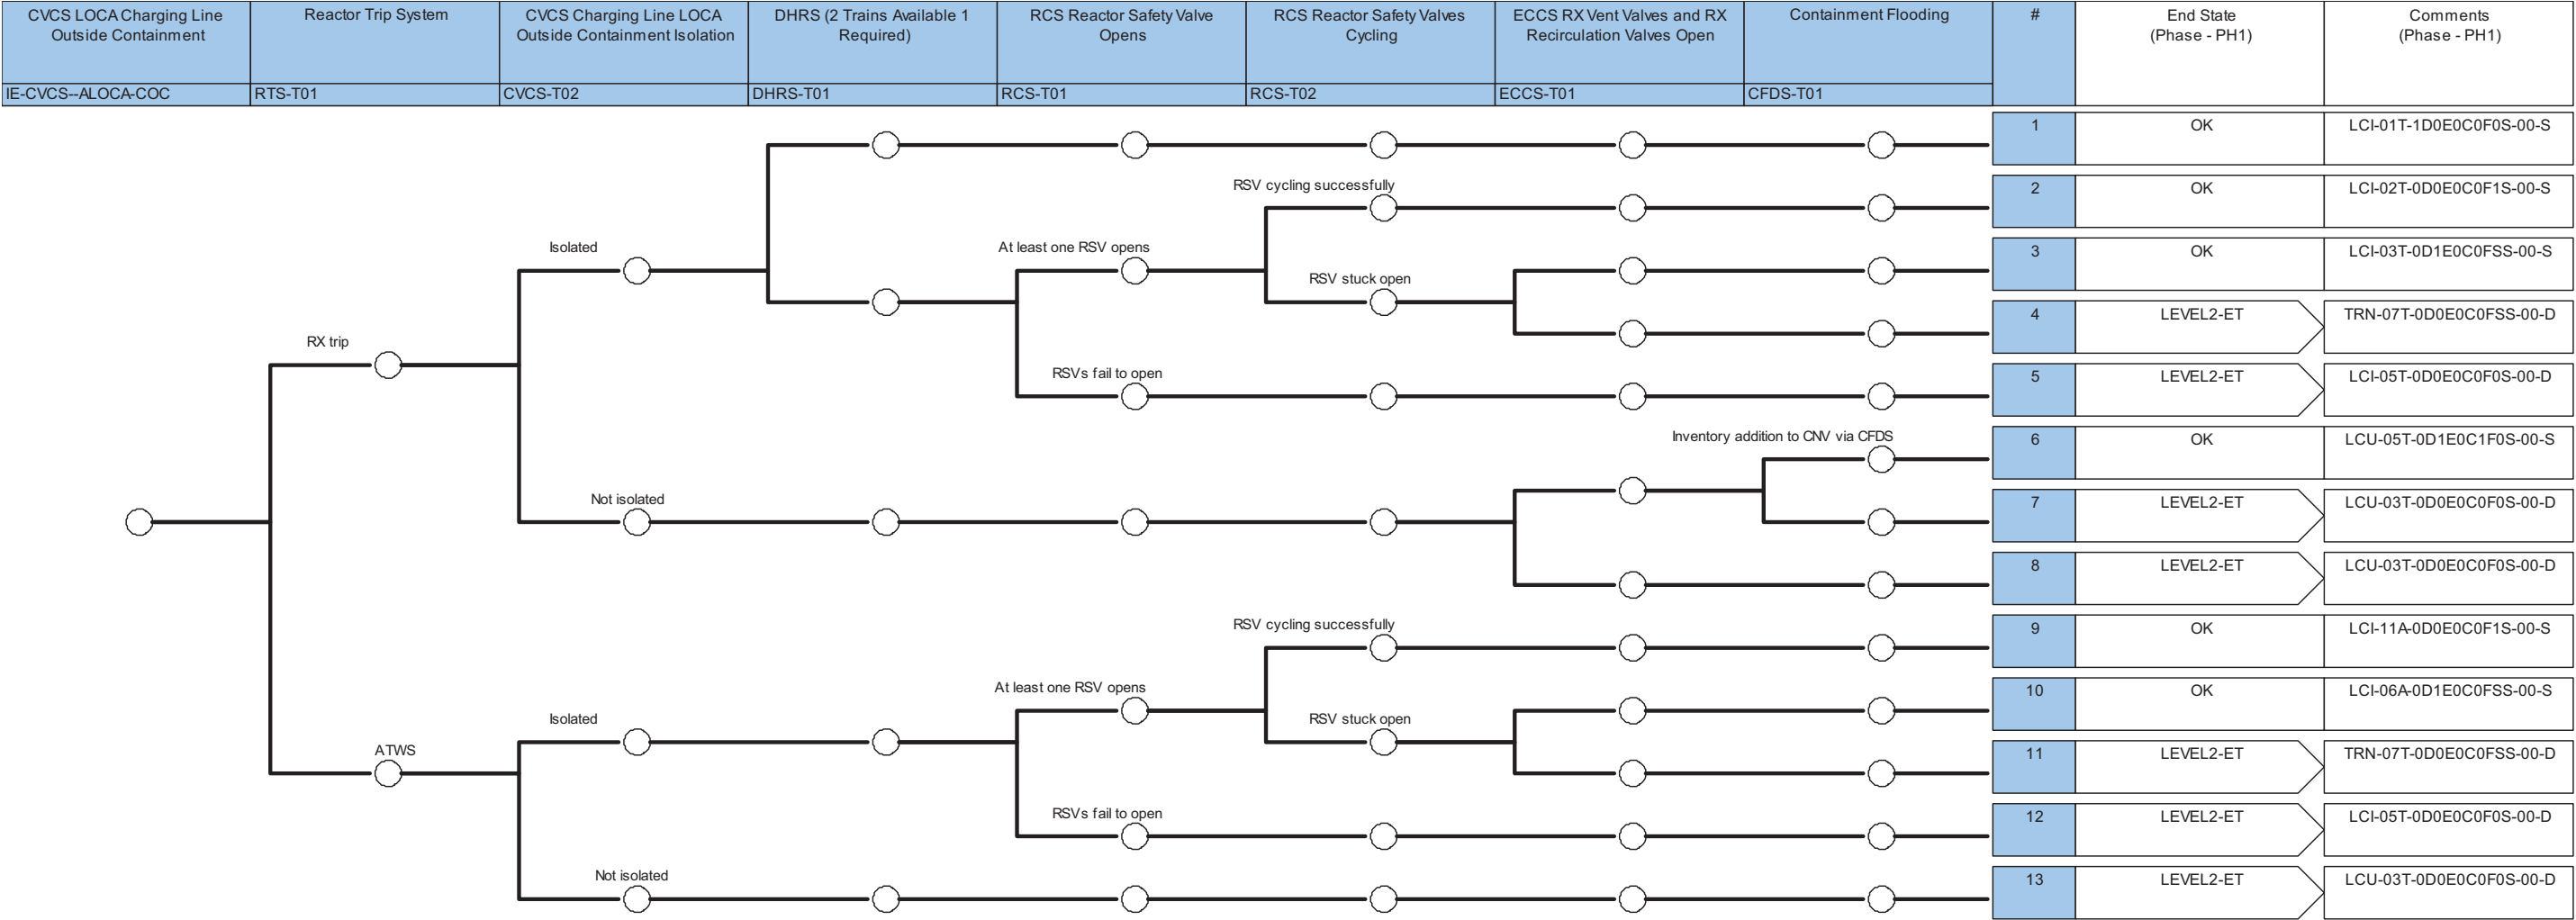 CVCS LOCA Charging Line
Outside Containment
Reactor Trip System
CVCS Charging Line LOCA
Outside Containment Isolation
DHRS (2 Trains Available 1
Required)
RCS Reactor Safety Valve
Opens
RCS Reactor Safety Valves
Cycling
ECCS RX Vent Valves and RX
Recirculation Valves Open
Containment Flooding
#
End State
(Phase - PH1)
Comments
(Phase - PH1)
IE-CVCS--ALOCA-COC
RTS-T01
CVCS-T02
DHRS-T01
RCS-T01
RCS-T02
ECCS-T01
CFDS-T01
1
OK
LCI-01T-1D0E0C0F0S-00-S
RSV cycling successfully
2
OK
LCI-02T-0D0E0C0F1S-00-S
Isolated
At least one RSV opens
3
OK
LCI-03T-0D1E0C0FSS-00-S
RSV stuck open
4
LEVEL2-ET
TRN-07T-0D0E0C0FSS-00-D
RX trip
RSVs fail to open
5
LEVEL2-ET
LCI-05T-0D0E0C0F0S-00-D
Inventory addition to CNV via CFDS
6
OK
LCU-05T-0D1E0C1F0S-00-S
Not isolated
7
LEVEL2-ET
LCU-03T-0D0E0C0F0S-00-D
8
LEVEL2-ET
LCU-03T-0D0E0C0F0S-00-D
RSV cycling successfully
9
OK
LCI-11A-0D0E0C0F1S-00-S
At least one RSV opens
10
OK
LCI-06A-0D1E0C0FSS-00-S
Isolated
RSV stuck open
ATWS
11
LEVEL2-ET
TRN-07T-0D0E0C0FSS-00-D
RSVs fail to open
12
LEVEL2-ET
LCI-05T-0D0E0C0F0S-00-D
Not isolated
13
LEVEL2-ET
LCU-03T-0D0E0C0F0S-00-D